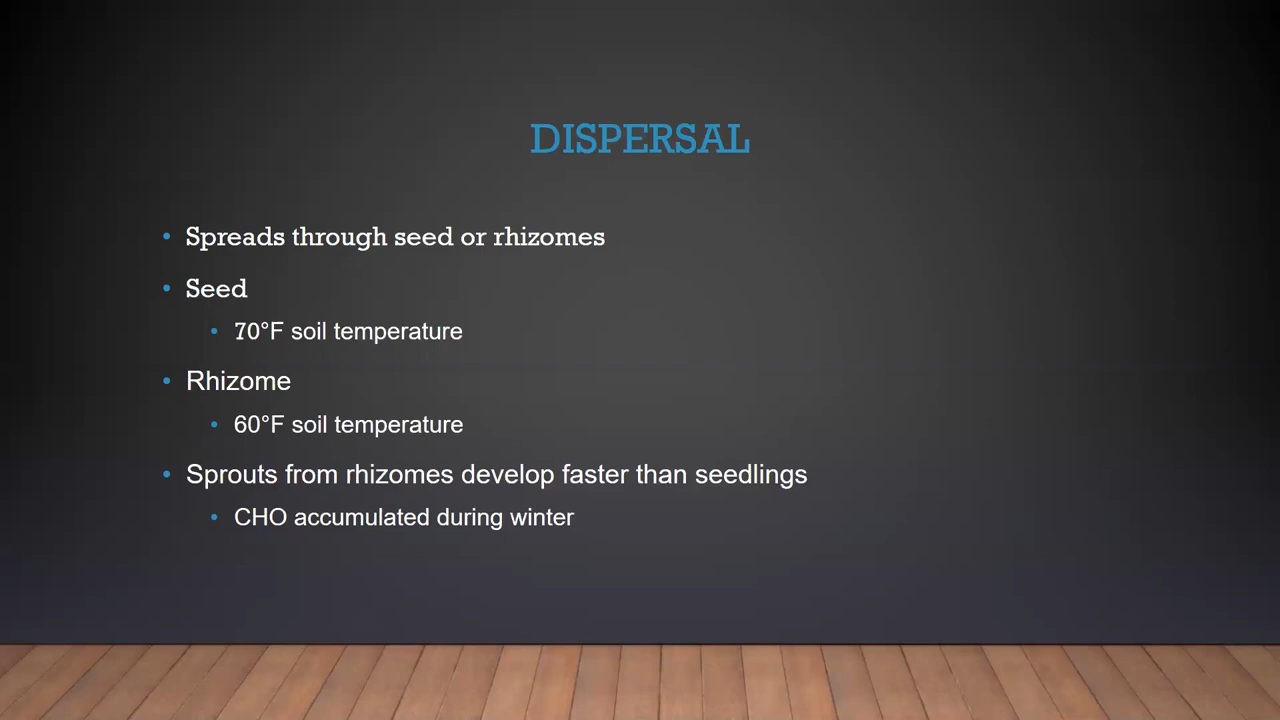 DISPERSAL
• Spreads through seed or rhizomes
• Seed
• 70°F soil temperature
• Rhizome
• 60°F soil temperature
• Sprouts from rhizomes develop faster than seedlings
• CHO accumulated during winter